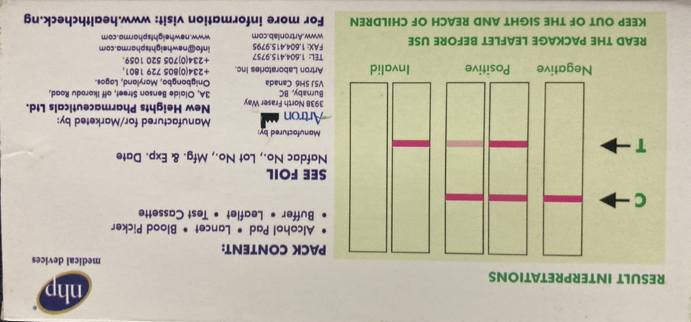 nhp
®
medical devices
RESULT INTERPRETATIONS
C
T
Negative
Positive
Invalid
READ THE PACKAGE LEAFLET BEFORE USE
KEEP OUT OF THE SIGHT AND REACH OF CHILDREN
PACK CONTENT:
• Alcohol Pad • Lancet • Blood Picker
• Buffer • Leaflet • Test Cassette
SEE FOIL
Nafdac No., Lot No., Mfg. & Exp. Date
Manufactured by:
Artron
3938 North Fraser Way
Burnaby, BC
V5J 5H6 Canada
Artron Laboratories Inc.
TEL: 1.604.415.9757
FAX: 1.604.415.9795
www.Artronlab.com
Manufactured for/Marketed by:
New Heights Pharmaceuticals Ltd.
3A, Olaide Benson Street, off Ikorodu Road,
Onigbongbo, Maryland, Lagos.
+234(0)805 729 1801,
+234(0)705 520 1059.
info@newheightspharma.com
www.newheightspharma.com
For more information visit: www.healthcheck.ng